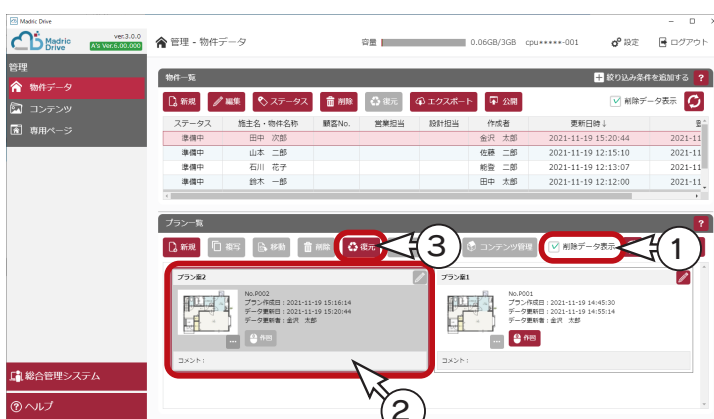 Madric Drive
Madric Drive ver.3.0.0 A's Ver.6.00.000
管理 - 物件データ 容量 0.06GB/3GB cpu*****-001 設定 ログアウト
管理
物件データ
コンテンツ
専用ページ
総合管理システム
ヘルプ
物件一覧 絞り込み条件を追加する ?
新規 編集 ステータス 削除 復元 エクスポート 公開 削除データ表示
ステータス 施主名・物件名称 顧客No. 営業担当 設計担当 作成者 更新日時↓
準備中 田中 次郎 金沢 太郎 2021-11-19 15:20:44 2021-11
準備中 山本 二郎 佐藤 二郎 2021-11-19 12:15:10 2021-11
準備中 石川 花子 能登 二郎 2021-11-19 12:13:07 2021-11
準備中 鈴木 一郎 田中 太郎 2021-11-19 12:12:00 2021-11
プラン一覧 ?
新規 複写 移動 削除 復元 ③ コンテンツ管理 削除データ表示 ①
プラン案2
No.P002
プラン作成日：2021-11-19 15:16:14
データ更新日：2021-11-19 15:20:44
データ更新者：金沢 太郎
... 作図
コメント：
②
プラン案1
No.P001
プラン作成日：2021-11-19 14:45:30
データ更新日：2021-11-19 14:55:14
データ更新者：金沢 太郎
... 作図
コメント：